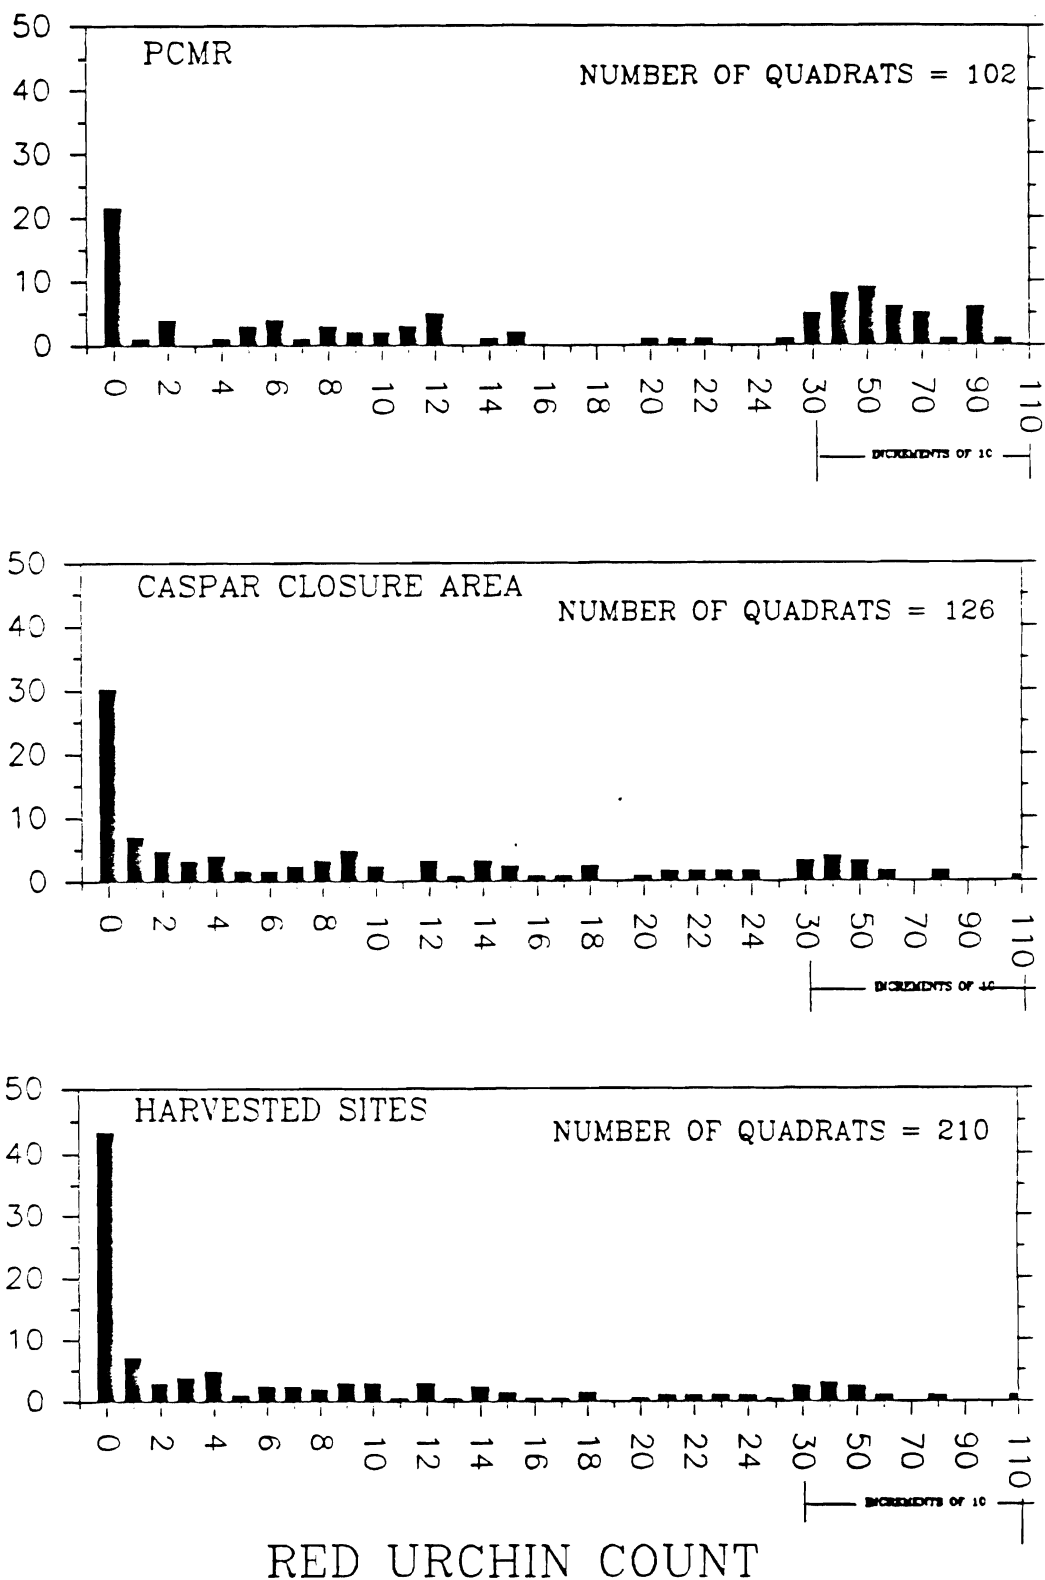 PCMR
NUMBER OF QUADRATS = 102
50
40
30
20
10
0
0 2 4 6 8 10 12 14 16 18 20 22 24 30 50 70 90 110
INCREMENTS OF 10
CASPAR CLOSURE AREA
NUMBER OF QUADRATS = 126
50
40
30
20
10
0
0 2 4 6 8 10 12 14 16 18 20 22 24 30 50 70 90 110
INCREMENTS OF 10
HARVESTED SITES
NUMBER OF QUADRATS = 210
50
40
30
20
10
0
0 2 4 6 8 10 12 14 16 18 20 22 24 30 50 70 90 110
INCREMENTS OF 10
RED URCHIN COUNT